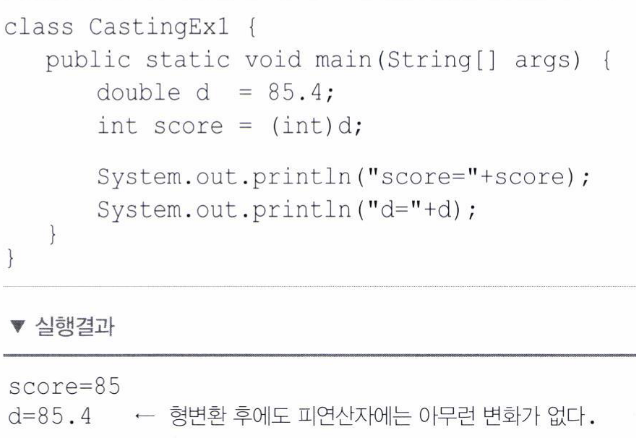 class CastingEx1 {
    public static void main(String[] args) {
        double d  = 85.4;
        int score = (int)d;
        System.out.println("score="+score);
        System.out.println("d="+d);
    }
}
▼ 실행결과
score=85
d=85.4   ← 형변환 후에도 피연산자에는 아무런 변화가 없다.